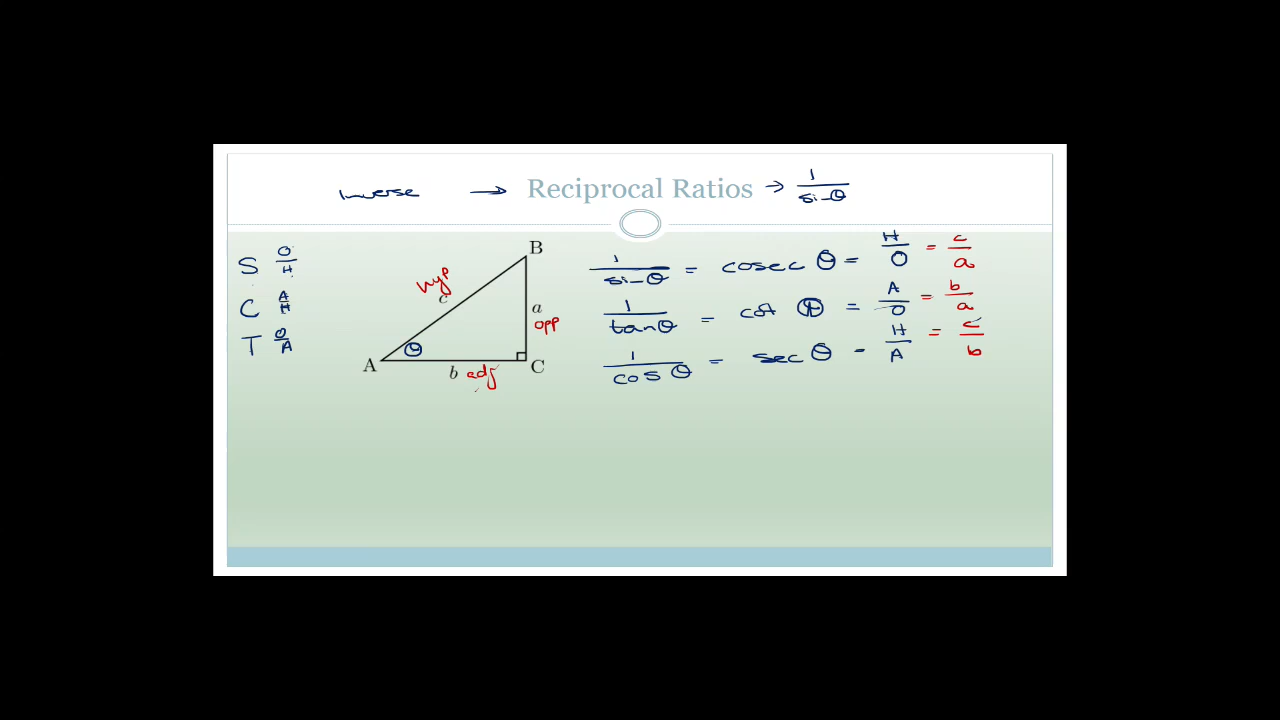 Inverse → Reciprocal Ratios → 1/sinθ
S O/H
C A/H
T O/A
B
hyp
c
a
opp
θ
A
b adj
C
1/sinθ = cosec θ = H/O = c/a
1/tanθ = cot θ = A/O = b/a
1/cosθ = sec θ = H/A = c/b